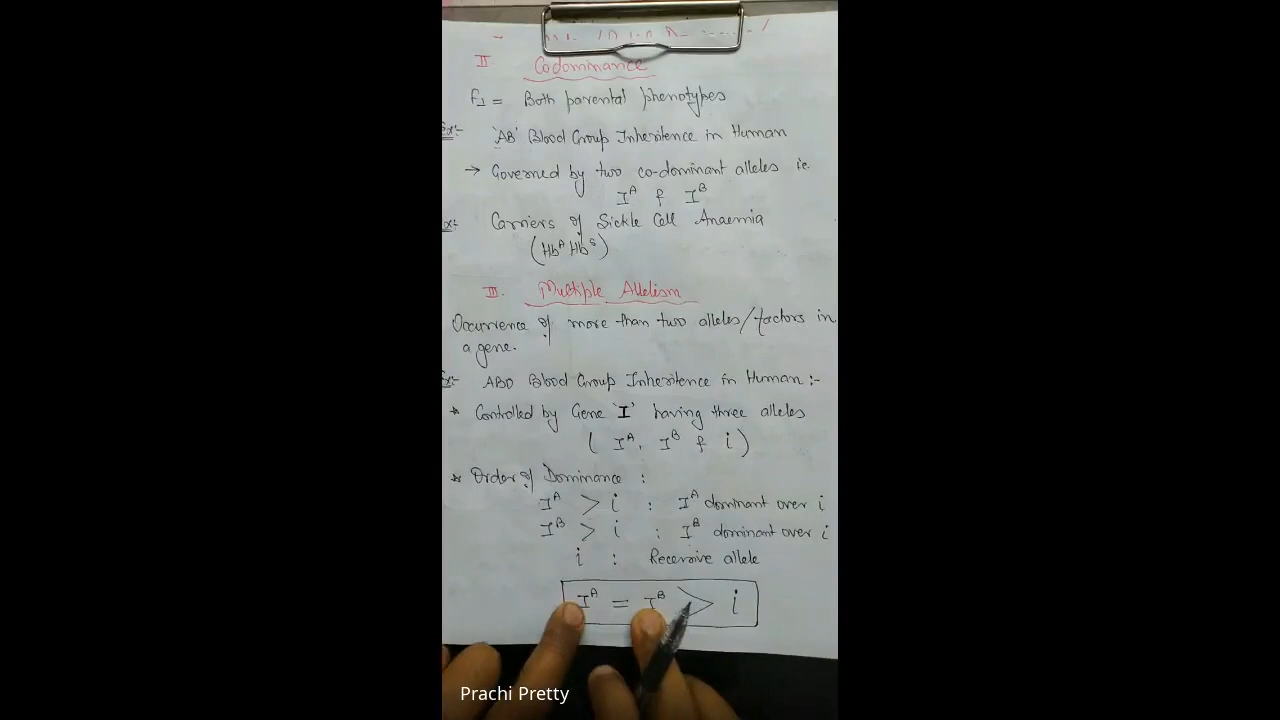 II Codominance
F1 = Both parental phenotypes
Ex:- 'AB' Blood Group Inheritence in Human
→ Governed by two co-dominant alleles ie.
I^A & I^B
Ex:- Carriers of Sickle Cell Anaemia
(Hb^A Hb^S)
III. Multiple Allelism
Occurrence of more than two alleles/factors in
a gene.
Ex:- ABO Blood Group Inheritence in Human :-
* Controlled by Gene 'I' having three alleles
( I^A, I^B & i )
* Order of Dominance :
I^A > i : I^A dominant over i
I^B > i : I^B dominant over i
i : Recessive allele
I^A = I^B > i
Prachi Pretty